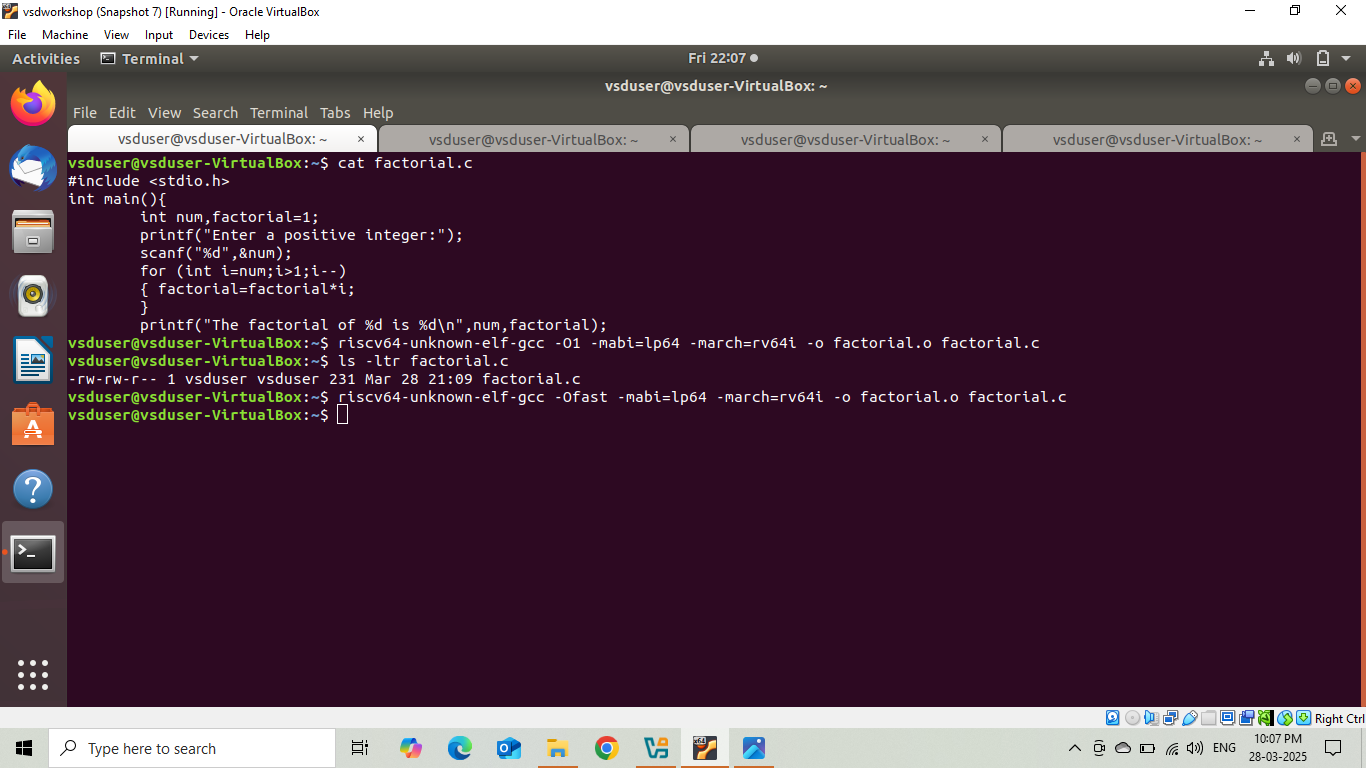 vsdworkshop (Snapshot 7) [Running] - Oracle VirtualBox
File Machine View Input Devices Help
Activities Terminal Fri 22:07
vsduser@vsduser-VirtualBox: ~
File Edit View Search Terminal Tabs Help
vsduser@vsduser-VirtualBox: ~ × vsduser@vsduser-VirtualBox: ~ × vsduser@vsduser-VirtualBox: ~ × vsduser@vsduser-VirtualBox: ~ ×
vsduser@vsduser-VirtualBox:~$ cat factorial.c
#include <stdio.h>
int main(){
        int num,factorial=1;
        printf("Enter a positive integer:");
        scanf("%d",&num);
        for (int i=num;i>1;i--)
        { factorial=factorial*i;
        }
        printf("The factorial of %d is %d\n",num,factorial);
vsduser@vsduser-VirtualBox:~$ riscv64-unknown-elf-gcc -O1 -mabi=lp64 -march=rv64i -o factorial.o factorial.c
vsduser@vsduser-VirtualBox:~$ ls -ltr factorial.c
-rw-rw-r-- 1 vsduser vsduser 231 Mar 28 21:09 factorial.c
vsduser@vsduser-VirtualBox:~$ riscv64-unknown-elf-gcc -Ofast -mabi=lp64 -march=rv64i -o factorial.o factorial.c
vsduser@vsduser-VirtualBox:~$
Right Ctrl
Type here to search
ENG
10:07 PM
28-03-2025